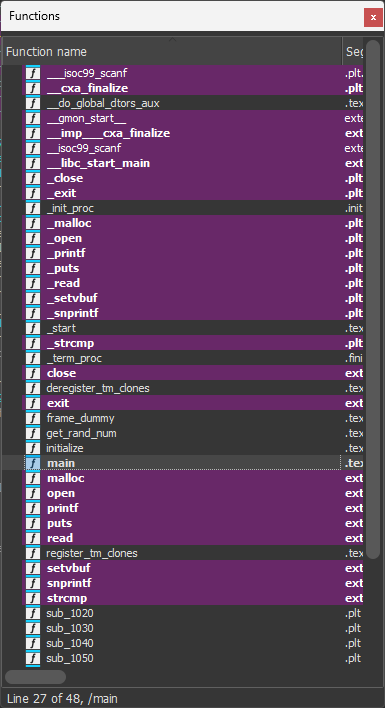 Functions
x
Function name Seg
f ___isoc99_scanf .plt.
f __cxa_finalize .plt
f __do_global_dtors_aux .tex
f __gmon_start__ exte
f __imp___cxa_finalize ext
f __isoc99_scanf exte
f __libc_start_main ext
f _close .plt
f _exit .plt
f _init_proc .init
f _malloc .plt
f _open .plt
f _printf .plt
f _puts .plt
f _read .plt
f _setvbuf .plt
f _snprintf .plt
f _start .tex
f _strcmp .plt
f _term_proc .fini
f close ext
f deregister_tm_clones .tex
f exit ext
f frame_dummy .tex
f get_rand_num .tex
f initialize .tex
f main .tex
f malloc ext
f open ext
f printf ext
f puts ext
f read ext
f register_tm_clones .tex
f setvbuf ext
f snprintf ext
f strcmp ext
f sub_1020 .plt
f sub_1030 .plt
f sub_1040 .plt
f sub_1050 .plt
Line 27 of 48, /main